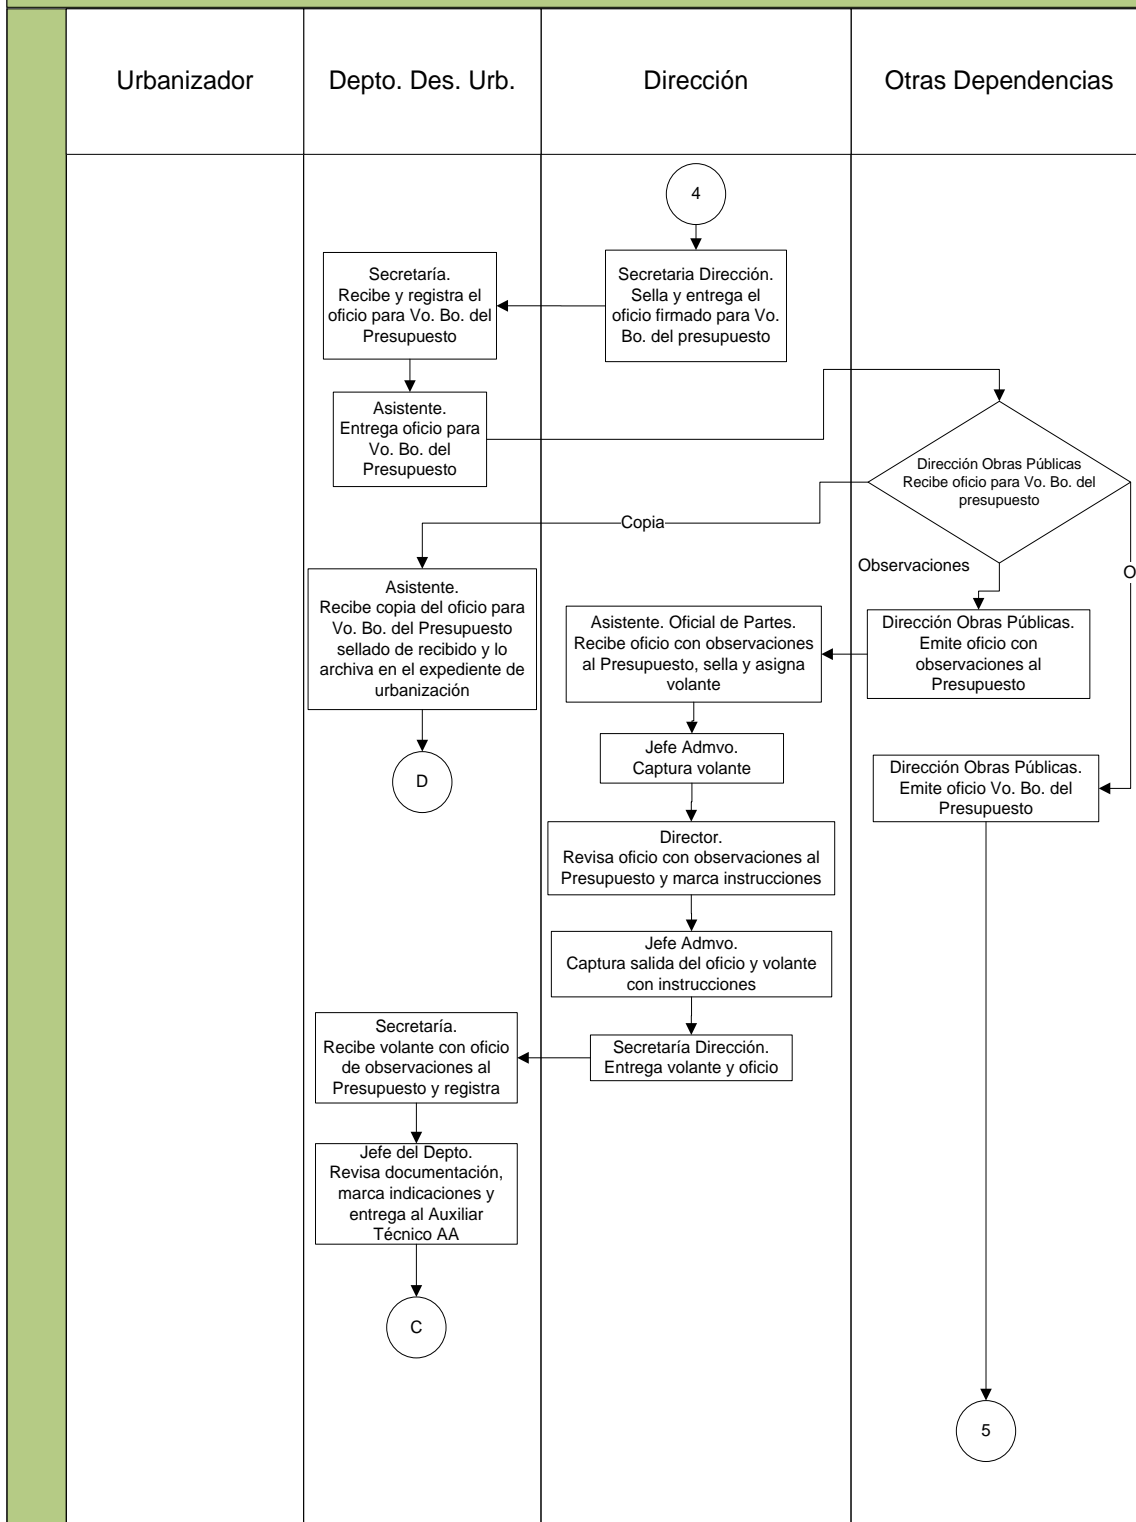 Urbanizador
Depto. Des. Urb.
Dirección
Otras Dependencias
4
Secretaria Dirección.
Sella y entrega el
oficio firmado para Vo.
Bo. del presupuesto
Secretaría.
Recibe y registra el
oficio para Vo. Bo. del
Presupuesto
Asistente.
Entrega oficio para
Vo. Bo. del
Presupuesto
Dirección Obras Públicas
Recibe oficio para Vo. Bo. del
presupuesto
Copia
Observaciones
O
Asistente.
Recibe copia del oficio para
Vo. Bo. del Presupuesto
sellado de recibido y lo
archiva en el expediente de
urbanización
D
Dirección Obras Públicas.
Emite oficio con
observaciones al
Presupuesto
Asistente. Oficial de Partes.
Recibe oficio con observaciones
al Presupuesto, sella y asigna
volante
Jefe Admvo.
Captura volante
Dirección Obras Públicas.
Emite oficio Vo. Bo. del
Presupuesto
Director.
Revisa oficio con observaciones al
Presupuesto y marca instrucciones
Jefe Admvo.
Captura salida del oficio y volante
con instrucciones
Secretaría Dirección.
Entrega volante y oficio
Secretaría.
Recibe volante con oficio
de observaciones al
Presupuesto y registra
Jefe del Depto.
Revisa documentación,
marca indicaciones y
entrega al Auxiliar
Técnico AA
C
5